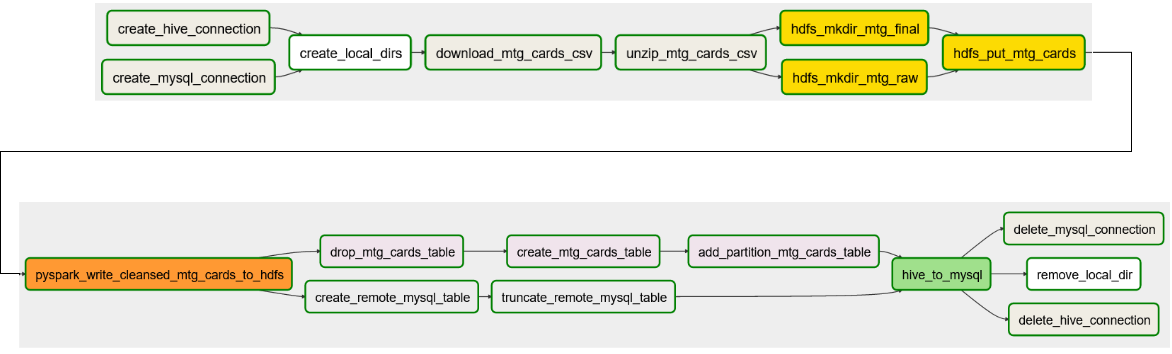 create_hive_connection
create_mysql_connection
create_local_dirs
download_mtg_cards_csv
unzip_mtg_cards_csv
hdfs_mkdir_mtg_final
hdfs_mkdir_mtg_raw
hdfs_put_mtg_cards
pyspark_write_cleansed_mtg_cards_to_hdfs
drop_mtg_cards_table
create_mtg_cards_table
add_partition_mtg_cards_table
create_remote_mysql_table
truncate_remote_mysql_table
hive_to_mysql
delete_mysql_connection
remove_local_dir
delete_hive_connection